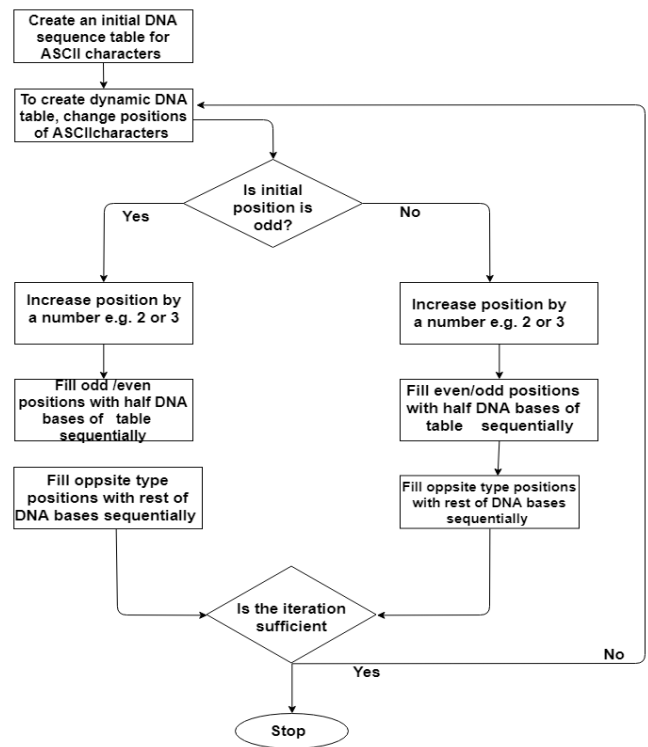 Create an initial DNA
sequence table for
ASCII characters
To create dynamic DNA
table, change positions
of ASCIIcharacters
Is initial
position is
odd?
Yes
No
Increase position by
a number e.g. 2 or 3
Increase position by
a number e.g. 2 or 3
Fill odd /even
positions with half DNA
bases of table
sequentially
Fill even/odd positions
with half DNA bases of
table sequentially
Fill oppsite type
positions with rest of
DNA bases sequentially
Fill oppsite type positions
with rest of DNA bases
sequentially
Is the iteration
sufficient
No
Yes
Stop